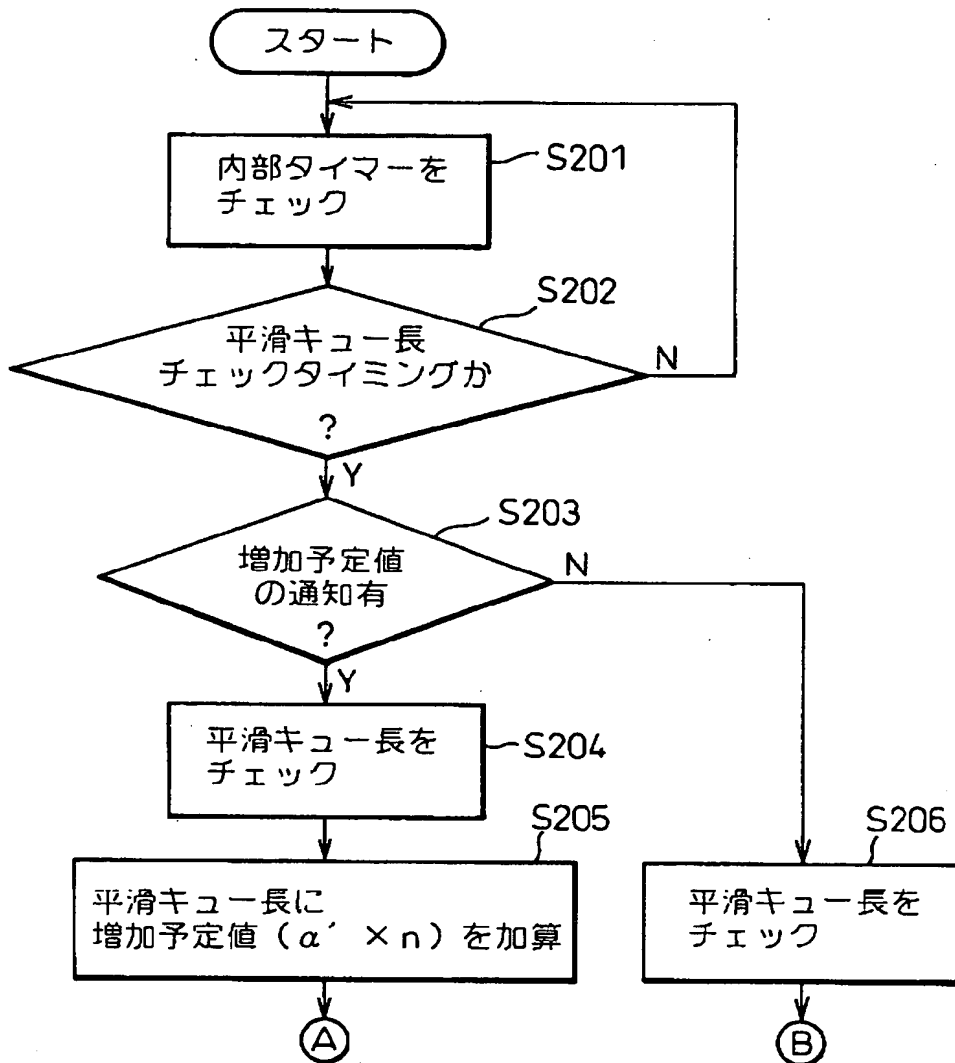 スタート
内部タイマーを
チェック
S201
S202
平滑キュー長
チェックタイミングか
?
N
Y
S203
増加予定値
の通知有
?
N
Y
平滑キュー長を
チェック
S204
S205
平滑キュー長に
増加予定値(α′×n)を加算
S206
平滑キュー長を
チェック
A
B